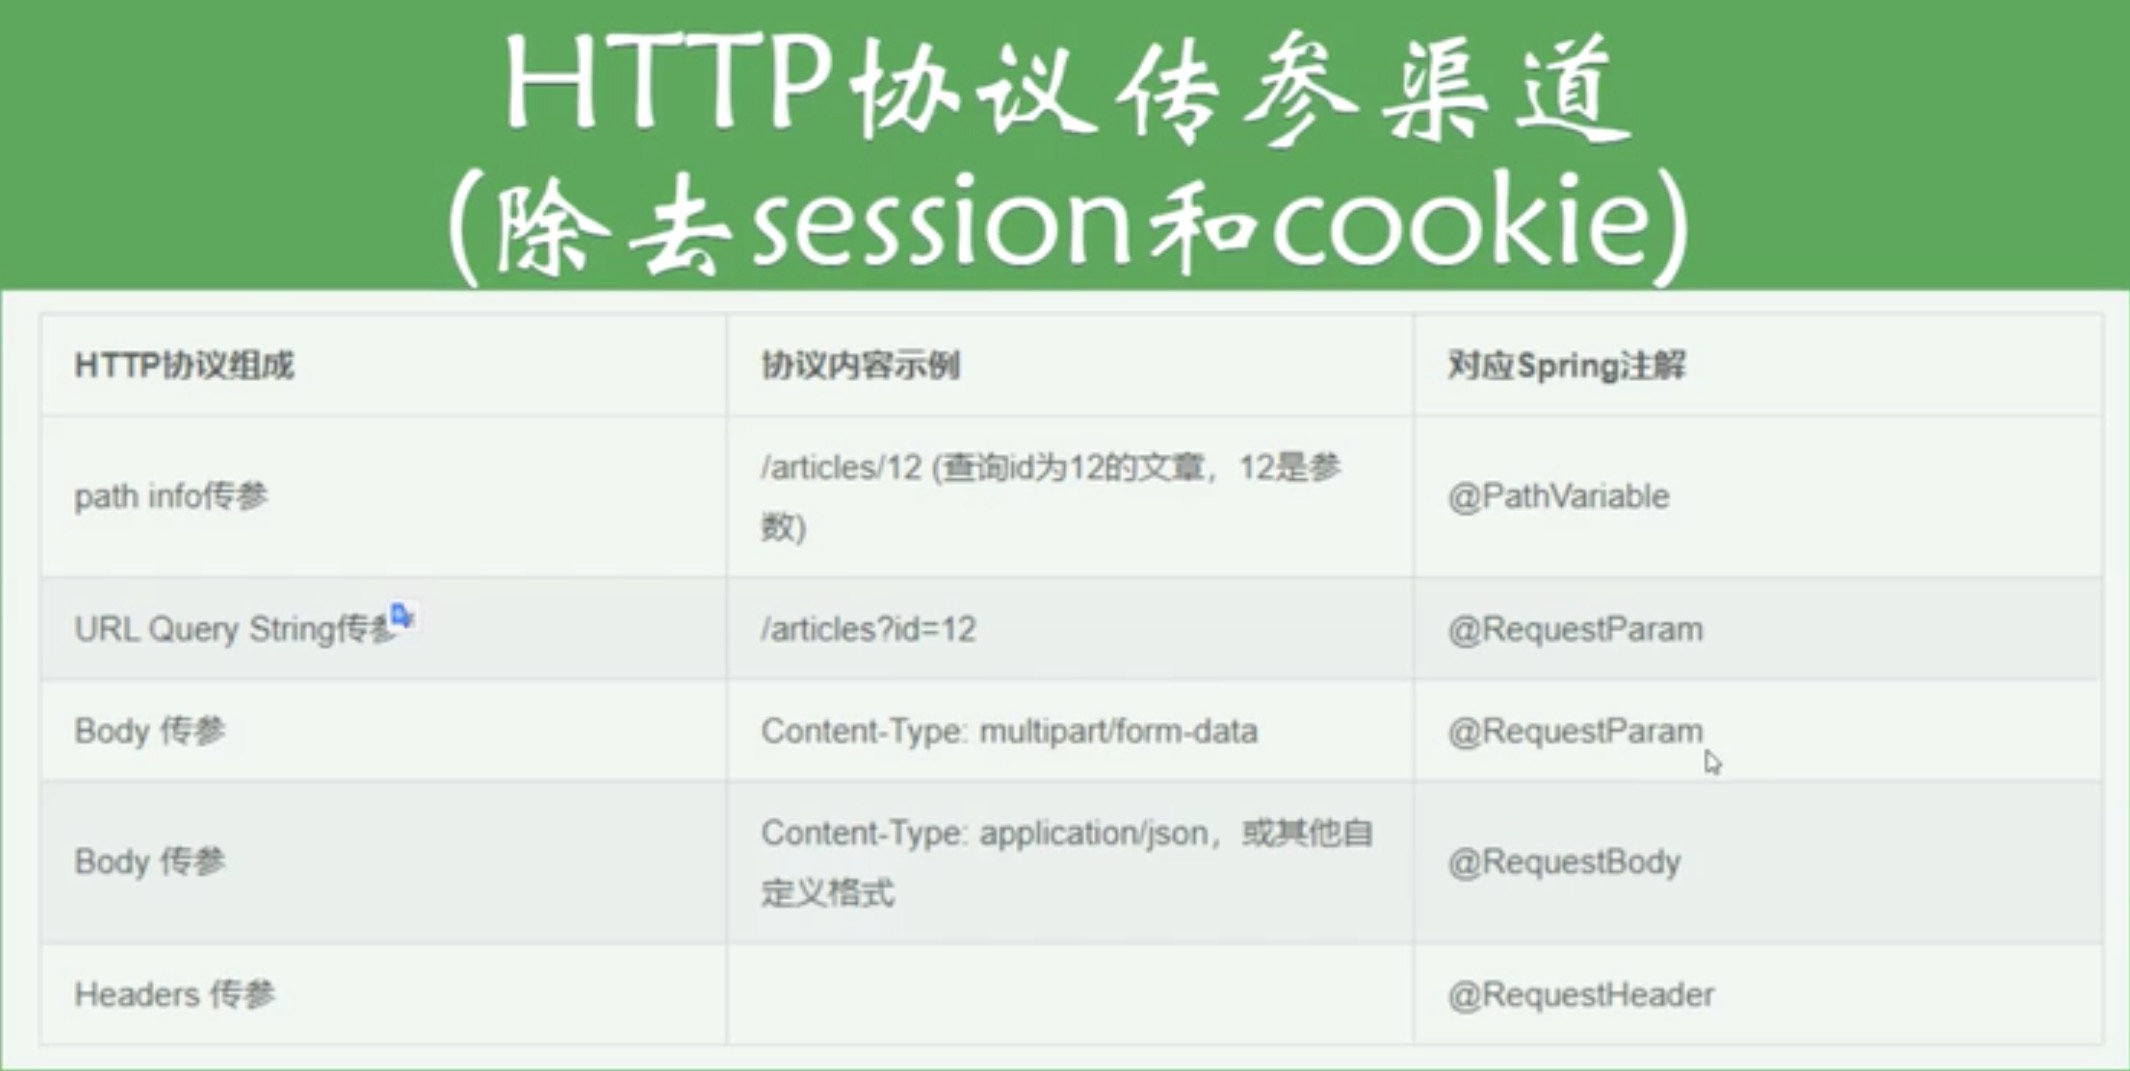 HTTP协议传参渠道
(除去session和cookie)
HTTP协议组成
协议内容示例
对应Spring注解
path info传参
/articles/12 (查询id为12的文章，12是参
数)
@PathVariable
URL Query String传参
/articles?id=12
@RequestParam
Body 传参
Content-Type: multipart/form-data
@RequestParam
Body 传参
Content-Type: application/json，或其他自
定义格式
@RequestBody
Headers 传参
@RequestHeader